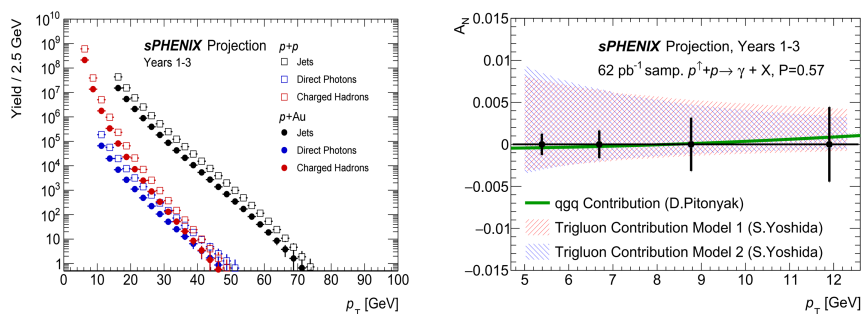 Yield / 2.5 GeV
10^10
10^9
10^8
10^7
10^6
10^5
10^4
10^3
10^2
10
1
0 10 20 30 40 50 60 70 80 90 100
p_T [GeV]
sPHENIX Projection
Years 1-3
p+p
Jets
Direct Photons
Charged Hadrons
p+Au
Jets
Direct Photons
Charged Hadrons
A_N
0.015
0.01
0.005
0
−0.005
−0.01
−0.015
5 6 7 8 9 10 11 12
p_T [GeV]
sPHENIX Projection, Years 1-3
62 pb^-1 samp. p^↑+p→ γ + X, P=0.57
qgq Contribution (D.Pitonyak)
Trigluon Contribution Model 1 (S.Yoshida)
Trigluon Contribution Model 2 (S.Yoshida)